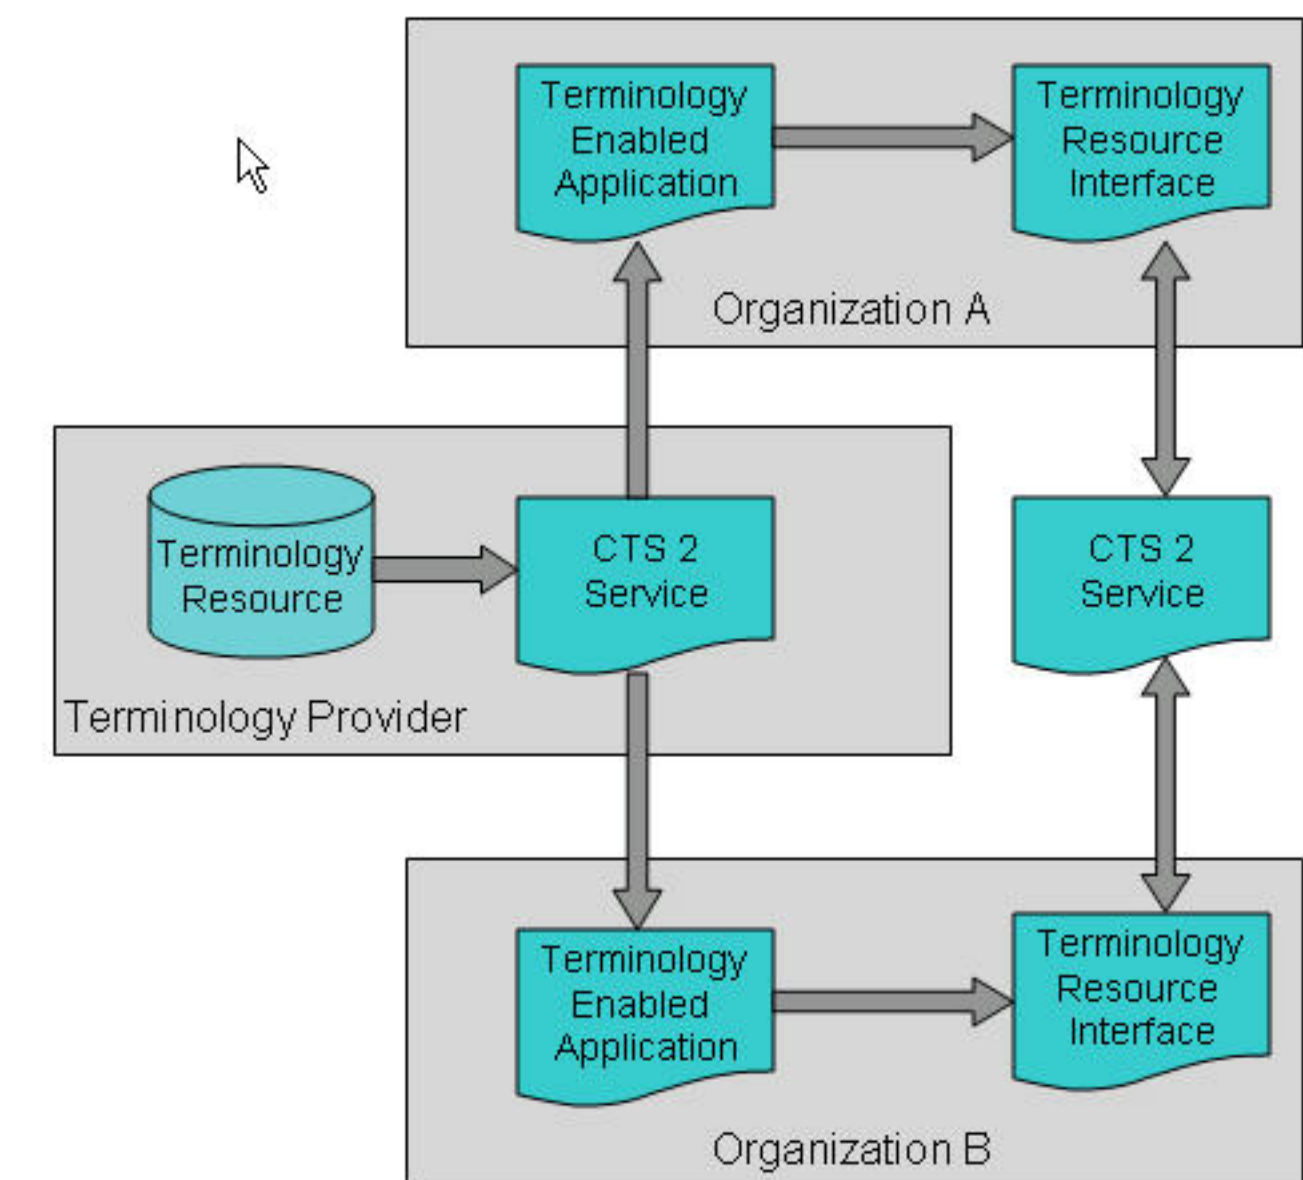 Terminology
Enabled
Application
Terminology
Resource
Interface
Organization A
Terminology
Resource
CTS 2
Service
Terminology Provider
CTS 2
Service
Terminology
Enabled
Application
Terminology
Resource
Interface
Organization B